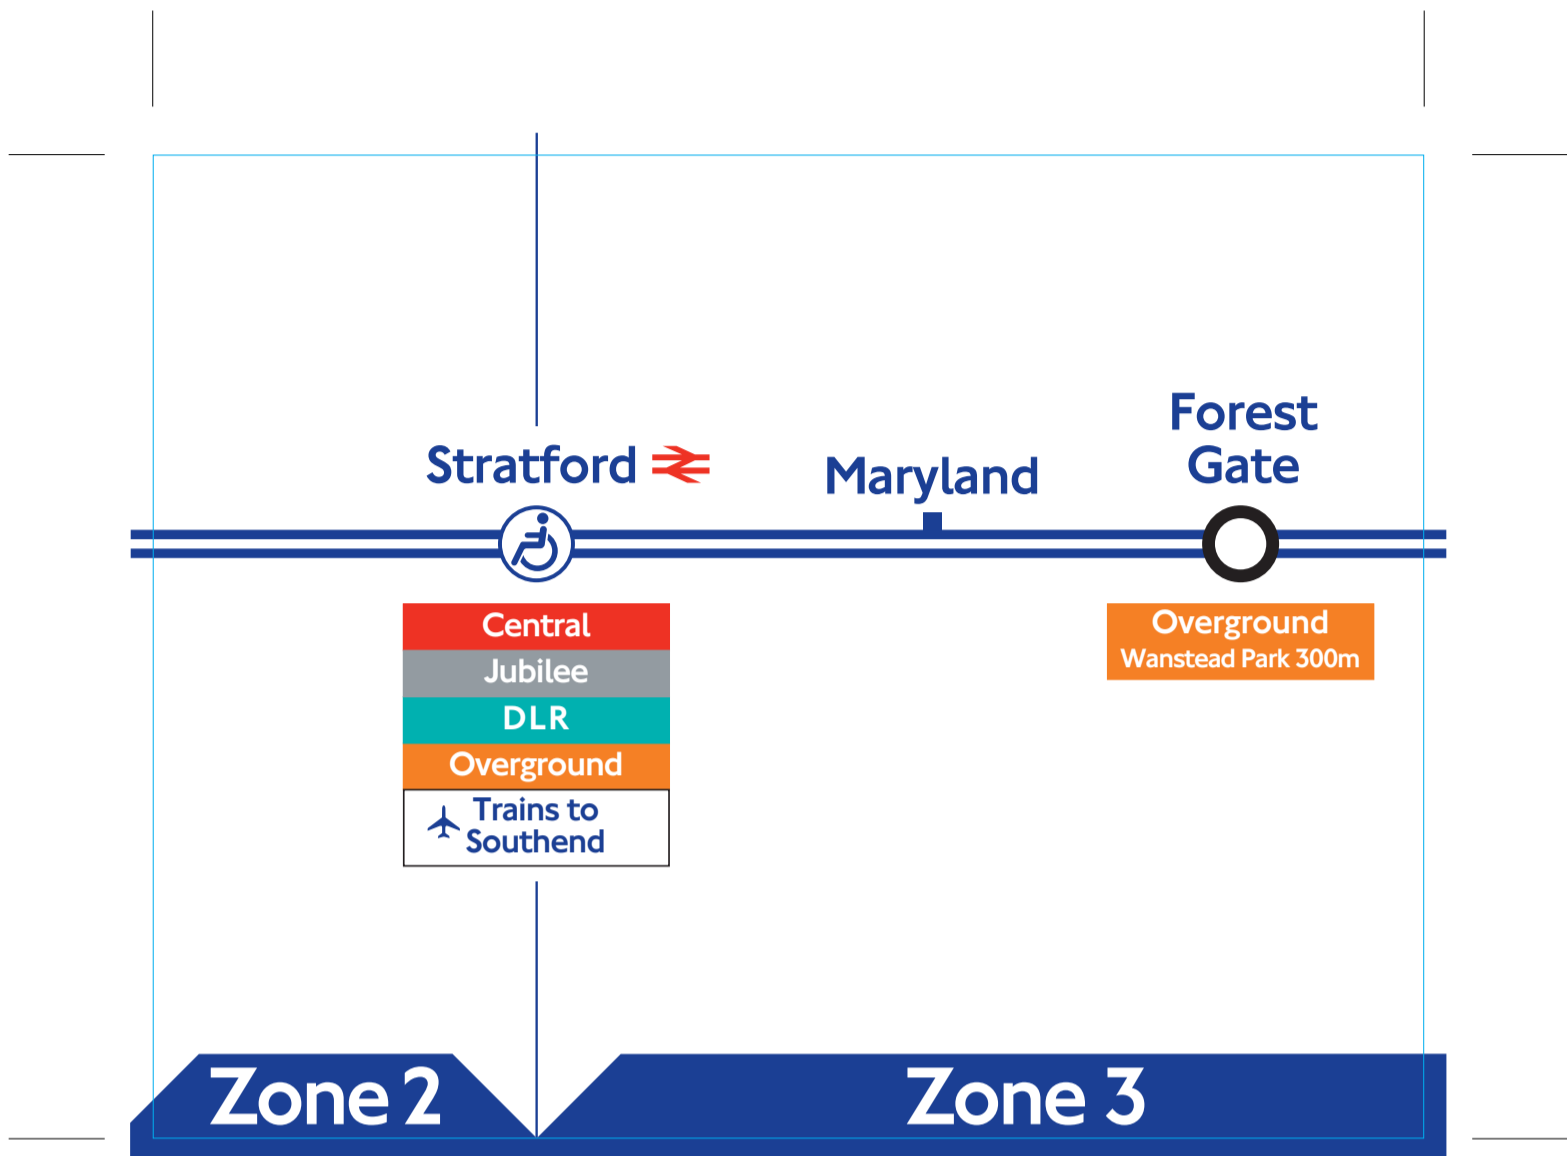 Forest
Gate
Stratford
Maryland
Central
Jubilee
DLR
Overground
Trains to
Southend
Overground
Wanstead Park 300m
Zone 2
Zone 3